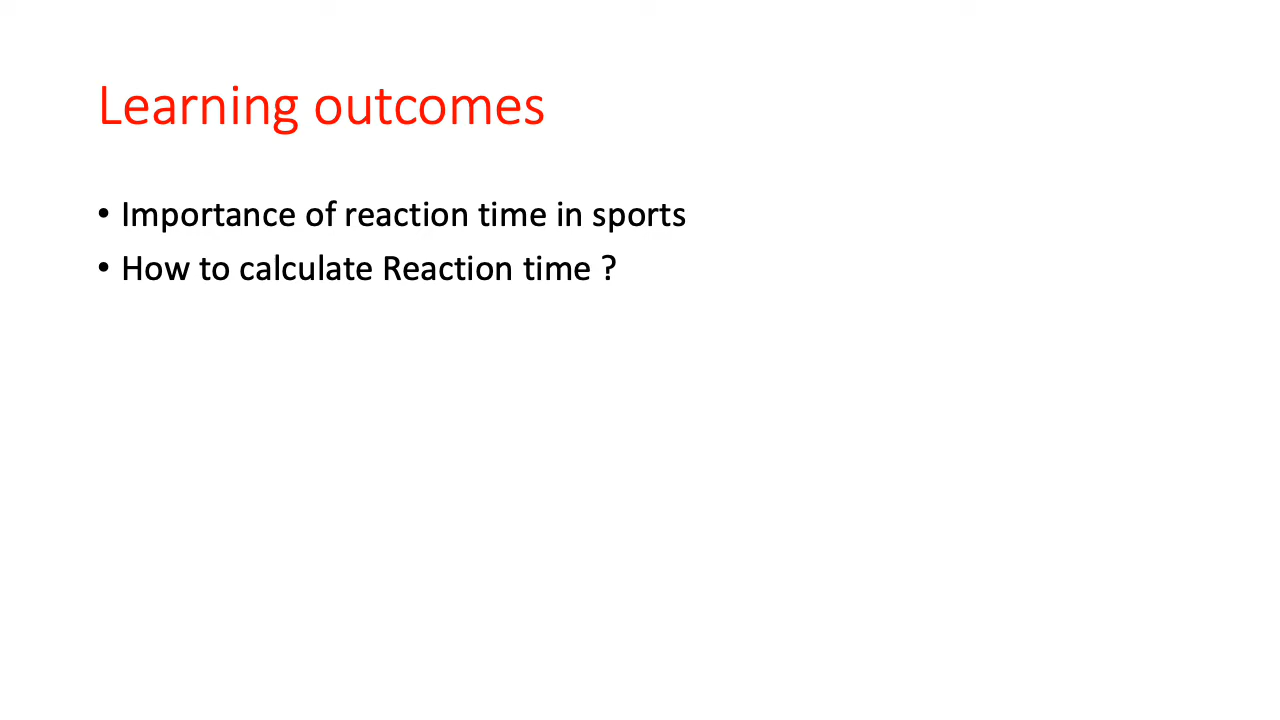 Learning outcomes
• Importance of reaction time in sports
• How to calculate Reaction time ?